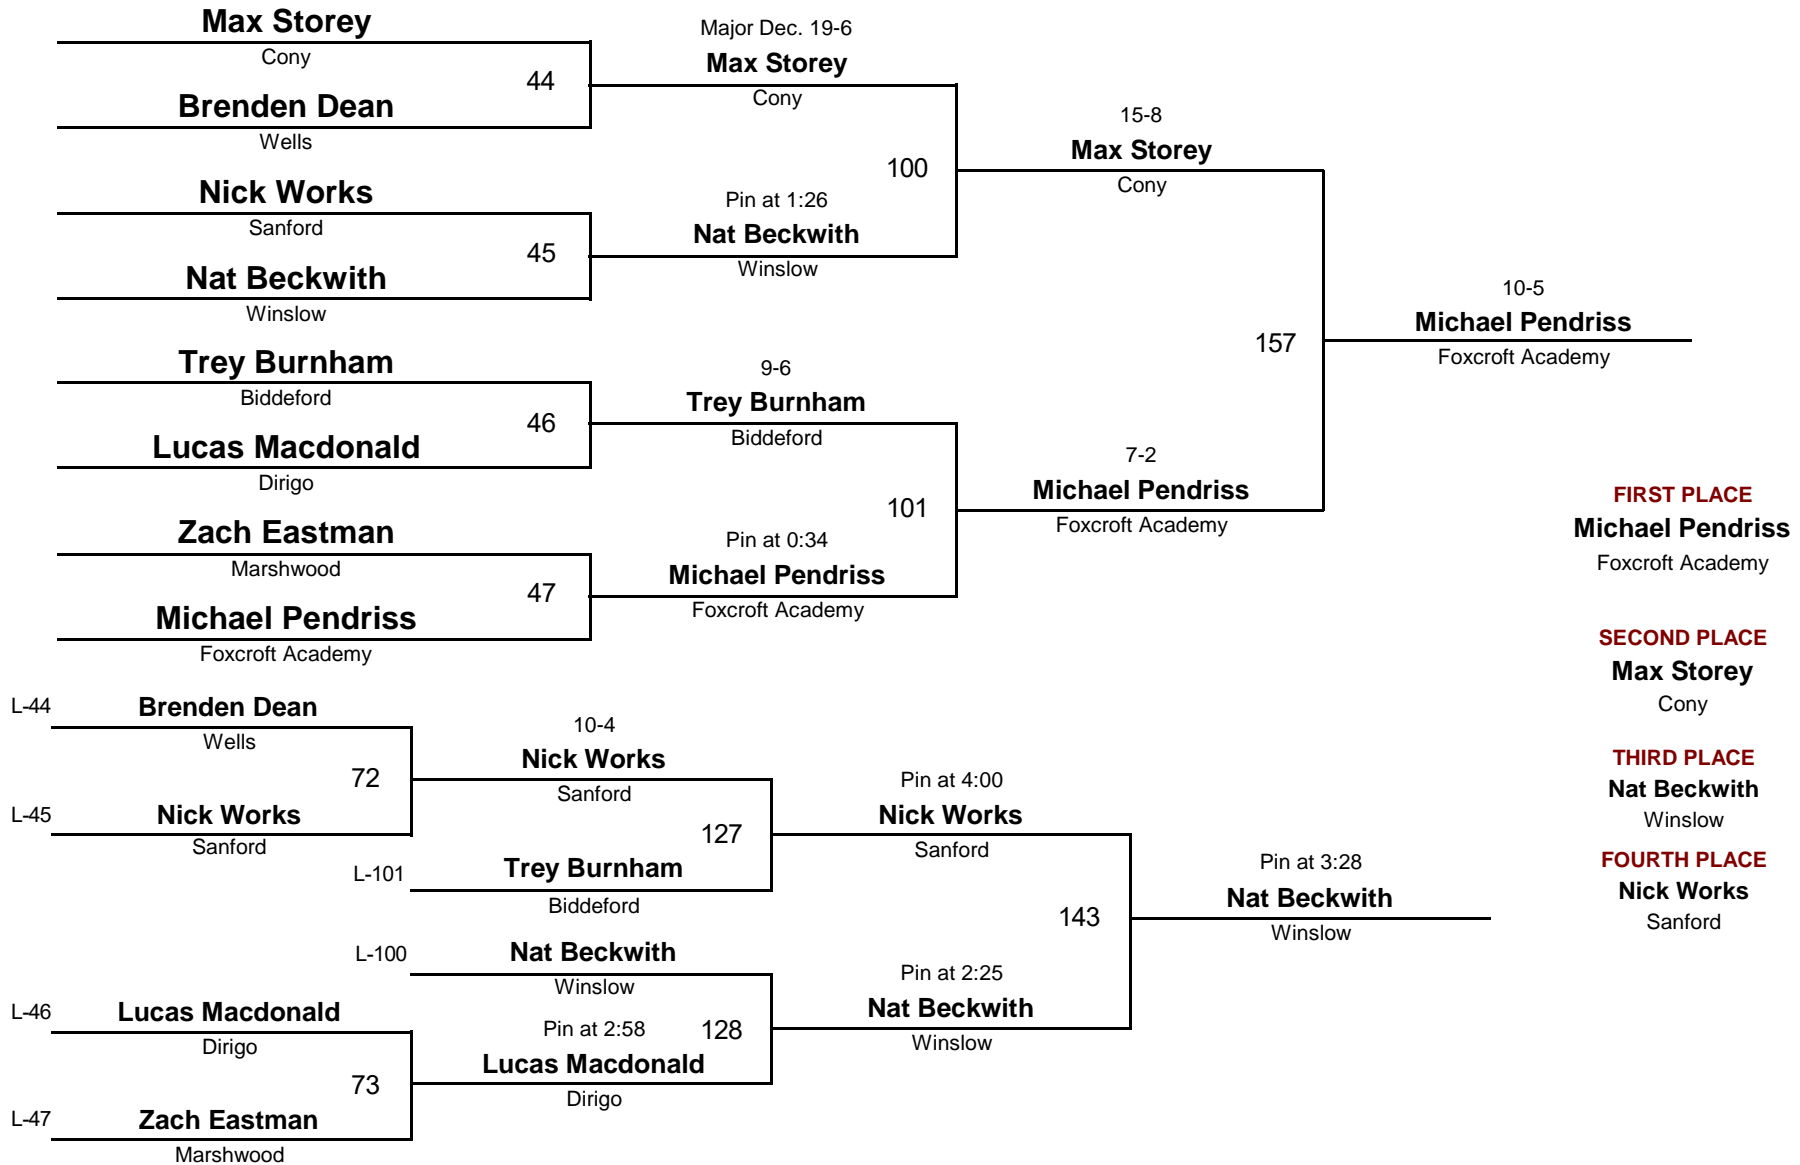 Max Storey
Cony
44
Brenden Dean
Wells
Nick Works
Sanford
45
Nat Beckwith
Winslow
Trey Burnham
Biddeford
46
Lucas Macdonald
Dirigo
Zach Eastman
Marshwood
47
Michael Pendriss
Foxcroft Academy
Major Dec. 19-6
Max Storey
Cony
100
Pin at 1:26
Nat Beckwith
Winslow
9-6
Trey Burnham
Biddeford
101
Pin at 0:34
Michael Pendriss
Foxcroft Academy
15-8
Max Storey
Cony
157
7-2
Michael Pendriss
Foxcroft Academy
10-5
Michael Pendriss
Foxcroft Academy
FIRST PLACE
Michael Pendriss
Foxcroft Academy
SECOND PLACE
Max Storey
Cony
THIRD PLACE
Nat Beckwith
Winslow
FOURTH PLACE
Nick Works
Sanford
L-44
Brenden Dean
Wells
72
L-45
Nick Works
Sanford
10-4
Nick Works
Sanford
127
L-101
Trey Burnham
Biddeford
L-100
Nat Beckwith
Winslow
L-46
Lucas Macdonald
Dirigo
73
L-47
Zach Eastman
Marshwood
Pin at 2:58
128
Lucas Macdonald
Dirigo
Pin at 4:00
Nick Works
Sanford
143
Pin at 2:25
Nat Beckwith
Winslow
Pin at 3:28
Nat Beckwith
Winslow